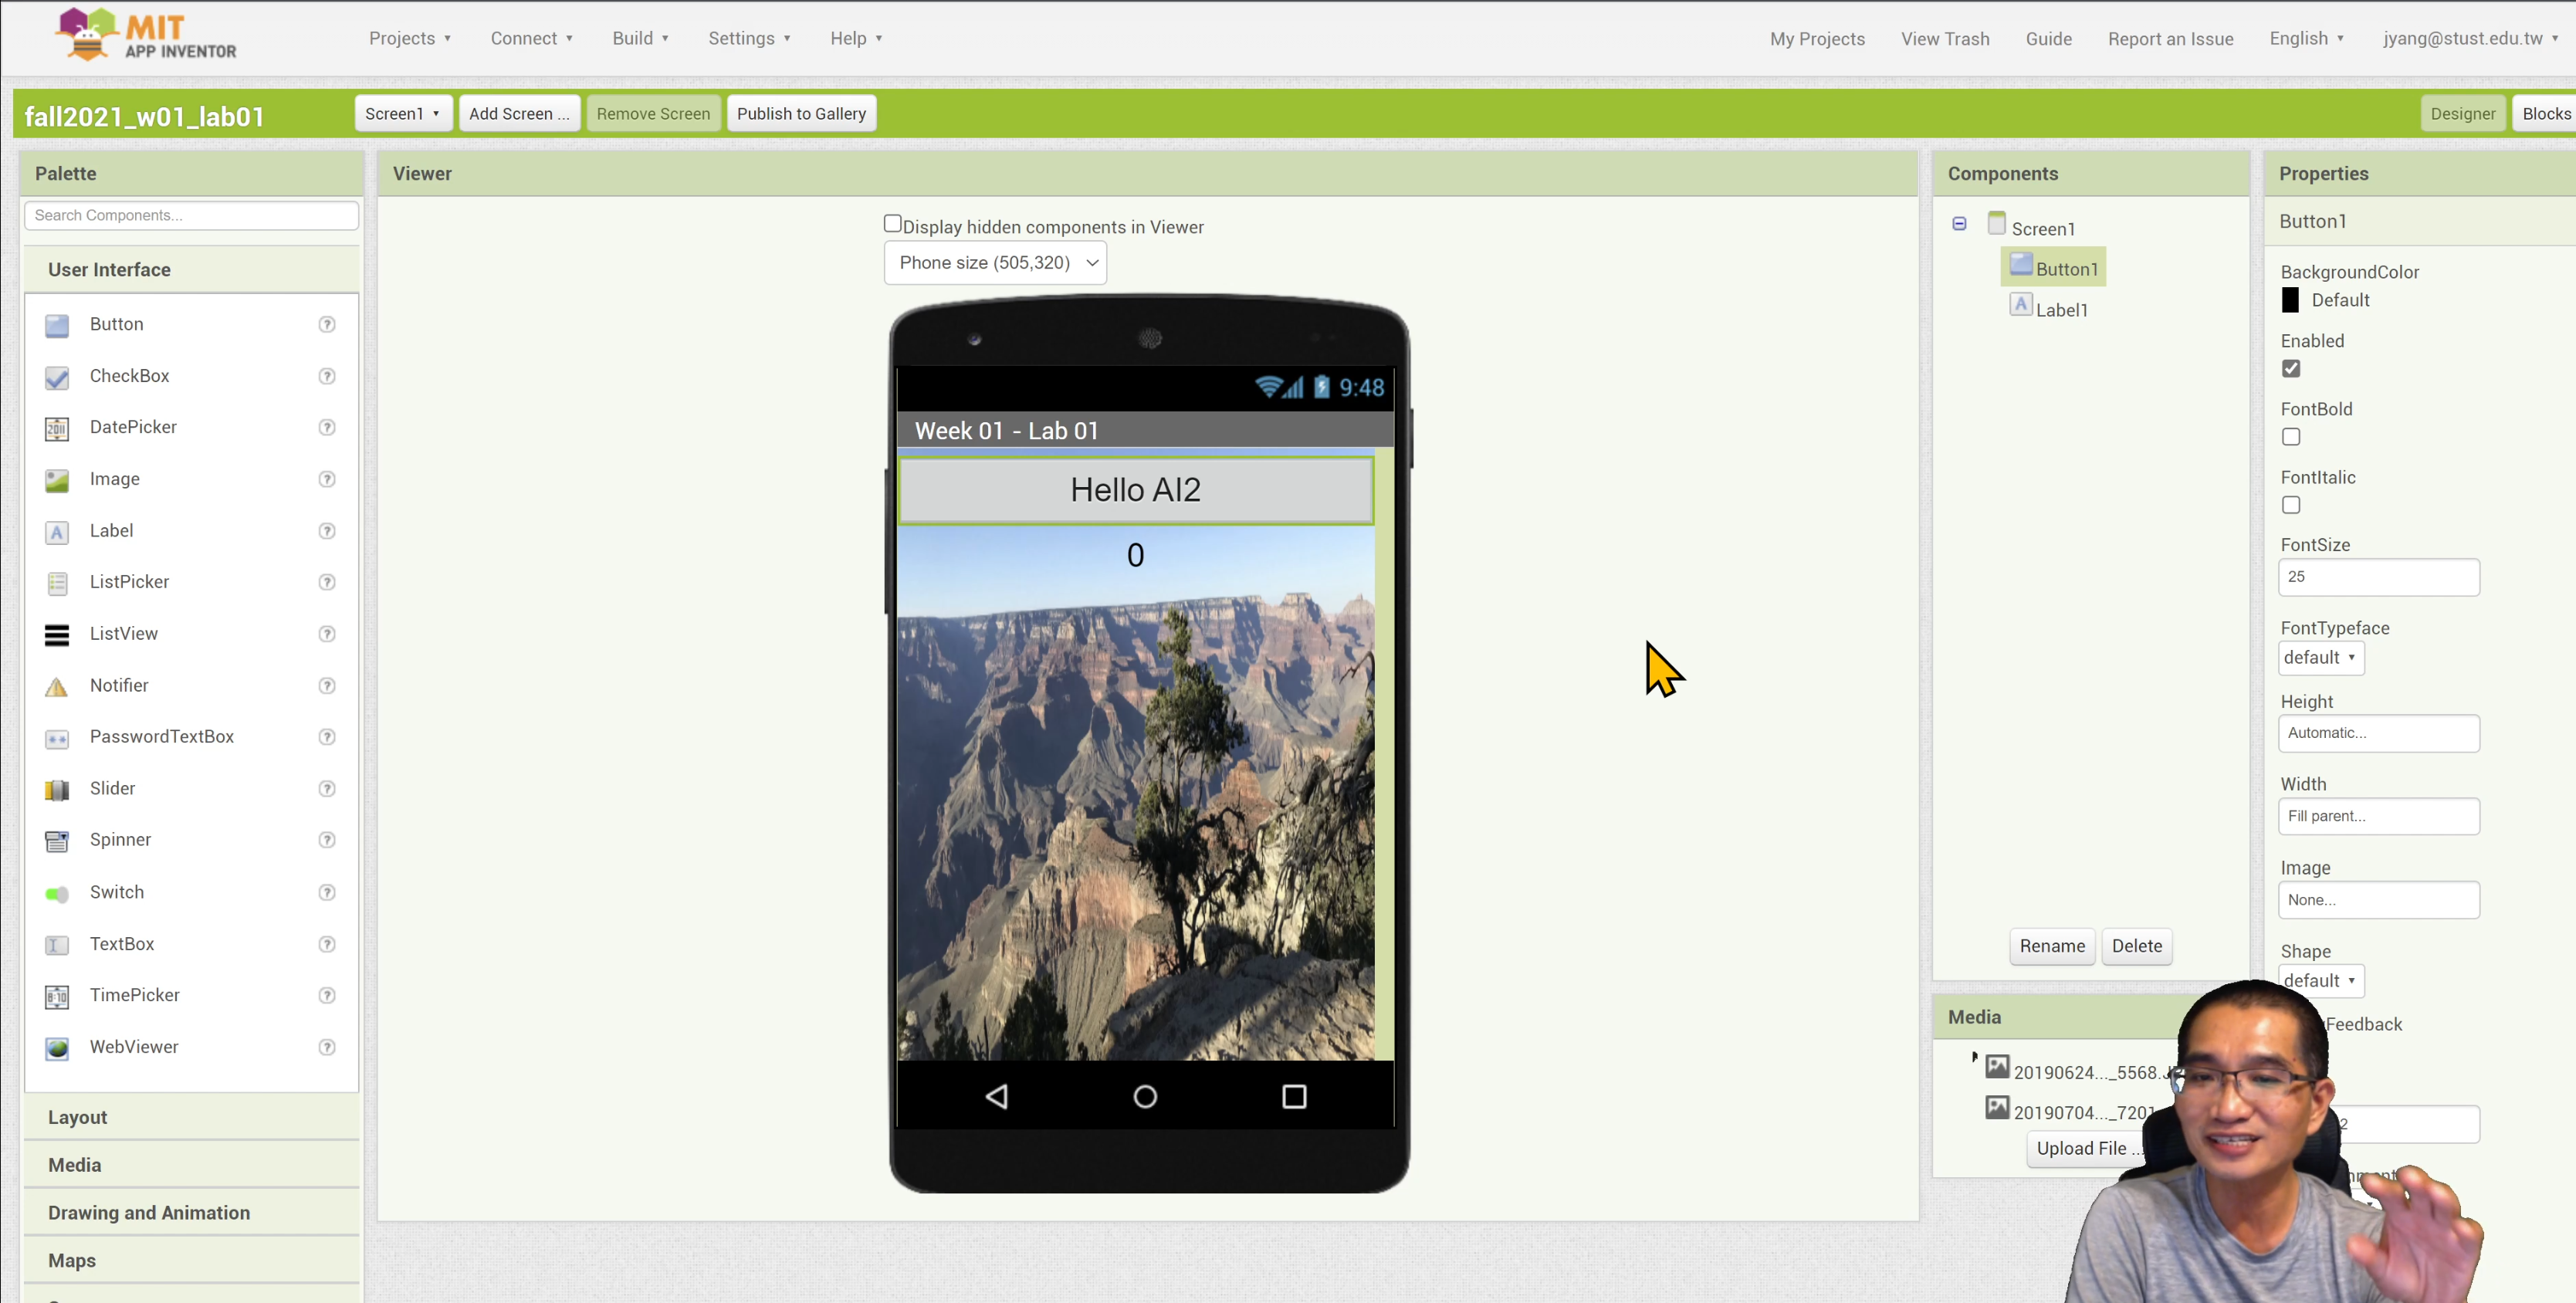 MIT
APP INVENTOR
Projects
Connect
Build
Settings
Help
My Projects
View Trash
Guide
Report an Issue
English
jyang@stust.edu.tw
fall2021_w01_lab01
Screen1
Add Screen ...
Remove Screen
Publish to Gallery
Designer
Blocks
Palette
Search Components...
User Interface
Button
CheckBox
DatePicker
Image
Label
ListPicker
ListView
Notifier
PasswordTextBox
Slider
Spinner
Switch
TextBox
TimePicker
WebViewer
Layout
Media
Drawing and Animation
Maps
Viewer
Display hidden components in Viewer
Phone size (505,320)
9:48
Week 01 - Lab 01
Hello AI2
0
Components
Screen1
Button1
Label1
Rename
Delete
Media
20190624..._5568.J
20190704..._7201
Upload File ...
Properties
Button1
BackgroundColor
Default
Enabled
FontBold
FontItalic
FontSize
25
FontTypeface
default
Height
Automatic...
Width
Fill parent...
Image
None...
Shape
default
Feedback
2